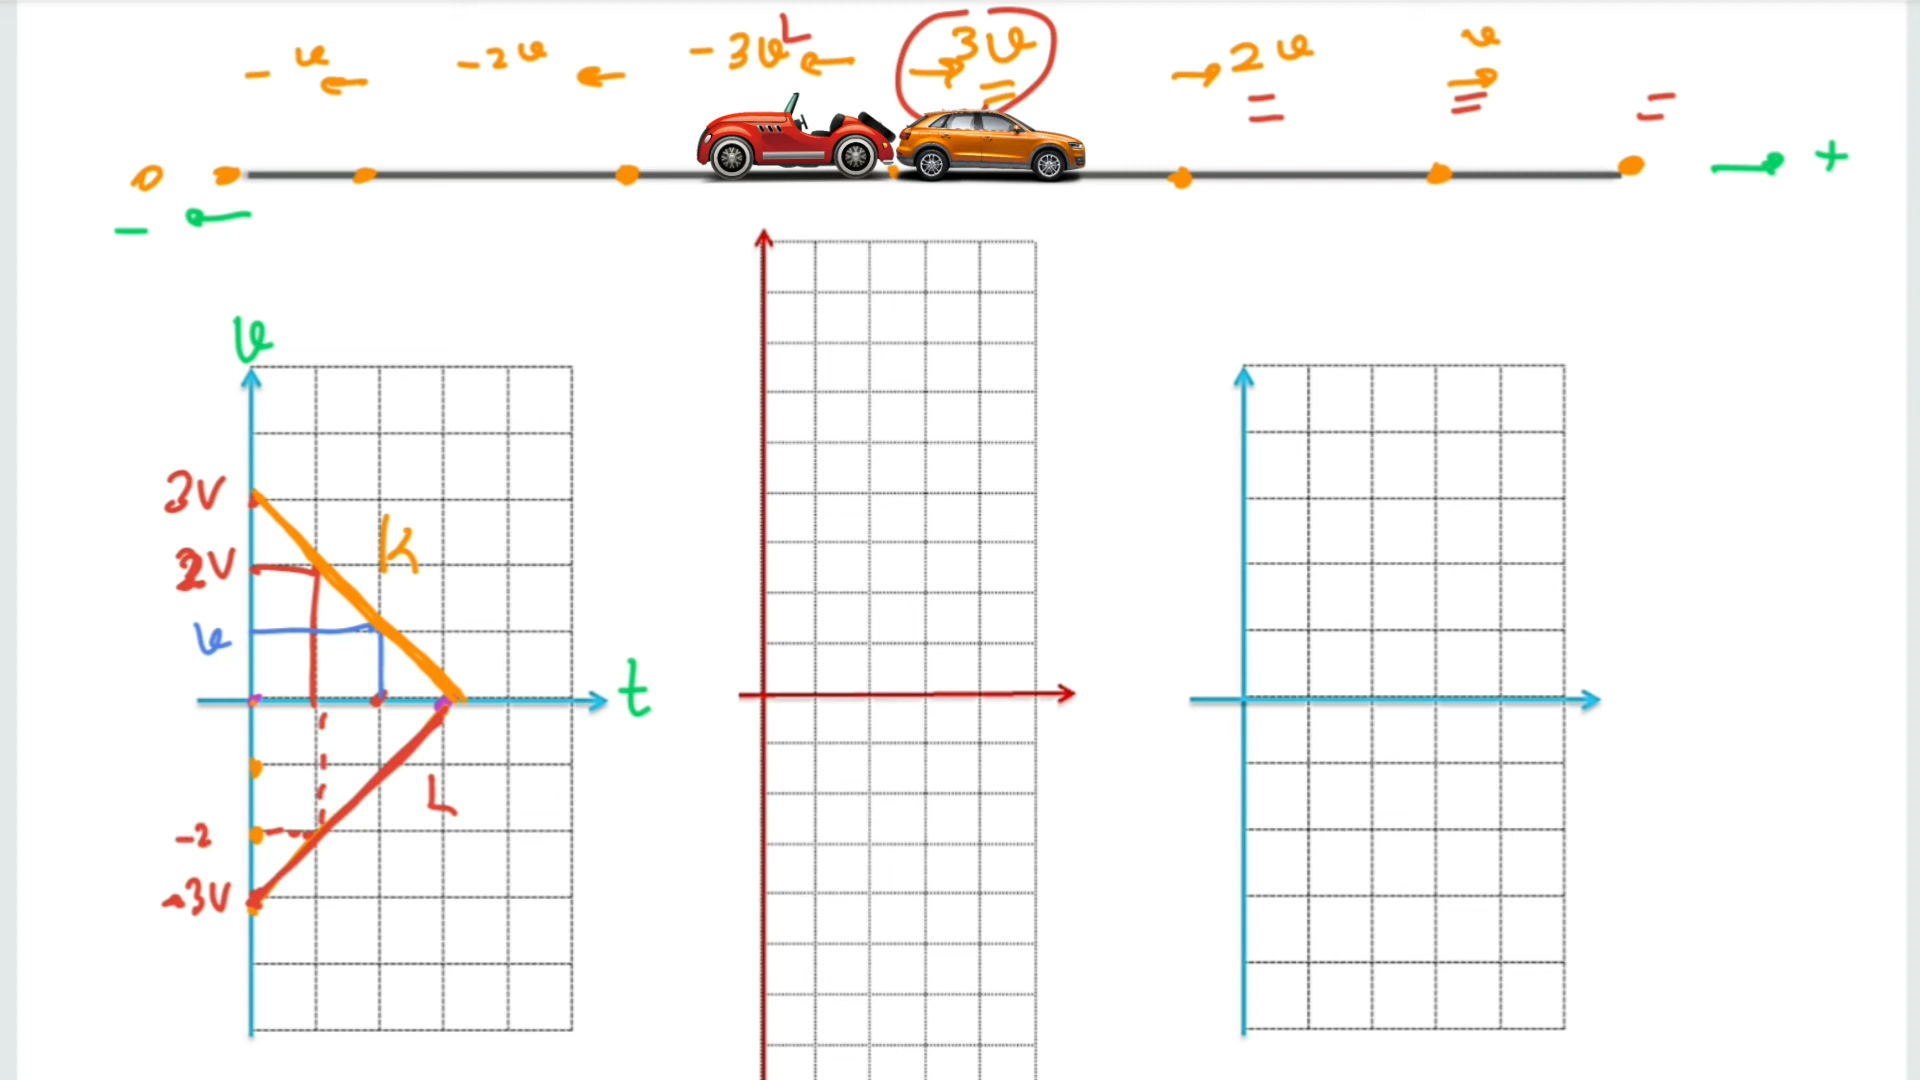 -v ← -2v ← -3v L ← → 3v → 2v v →
0 → +
- ←
v
3V
K
2V
v
t
L
-2
-3V